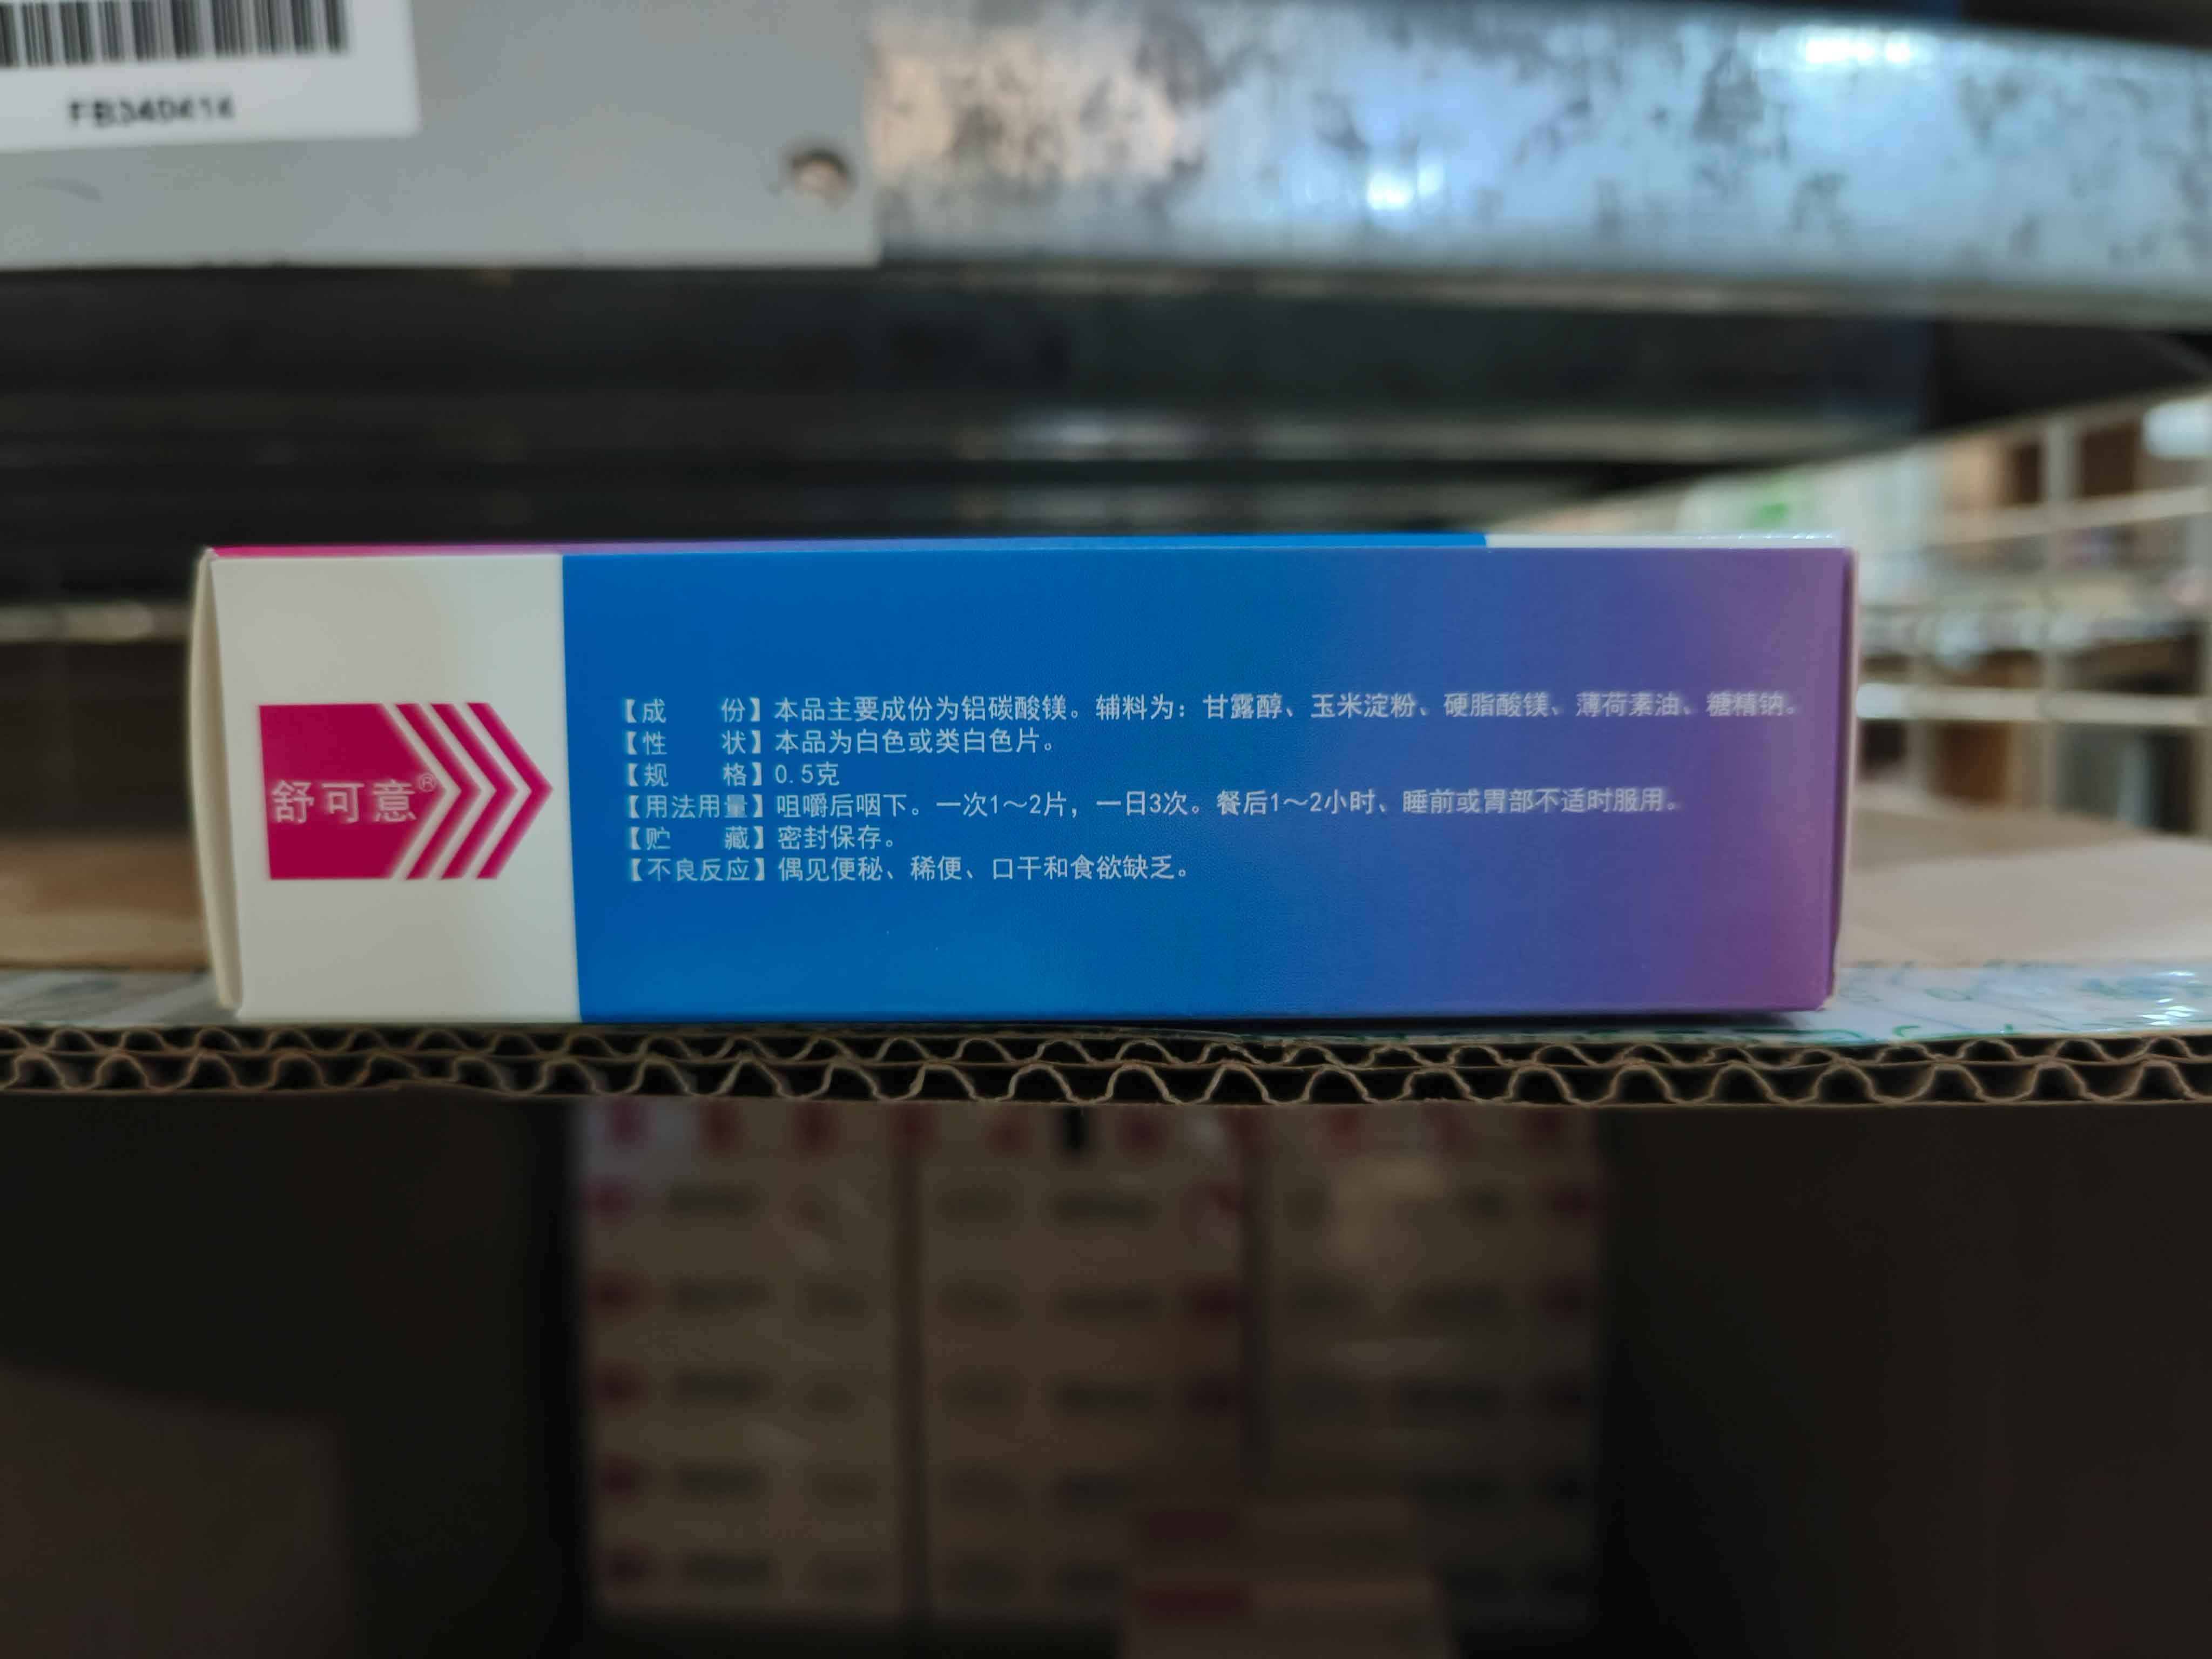 FB340414
舒可意®
【成 份】本品主要成份为铝碳酸镁。辅料为：甘露醇、玉米淀粉、硬脂酸镁、薄荷素油、糖精钠。
【性 状】本品为白色或类白色片。
【规 格】0.5克
【用法用量】咀嚼后咽下。一次1～2片，一日3次。餐后1～2小时、睡前或胃部不适时服用。
【贮 藏】密封保存。
【不良反应】偶见便秘、稀便、口干和食欲缺乏。